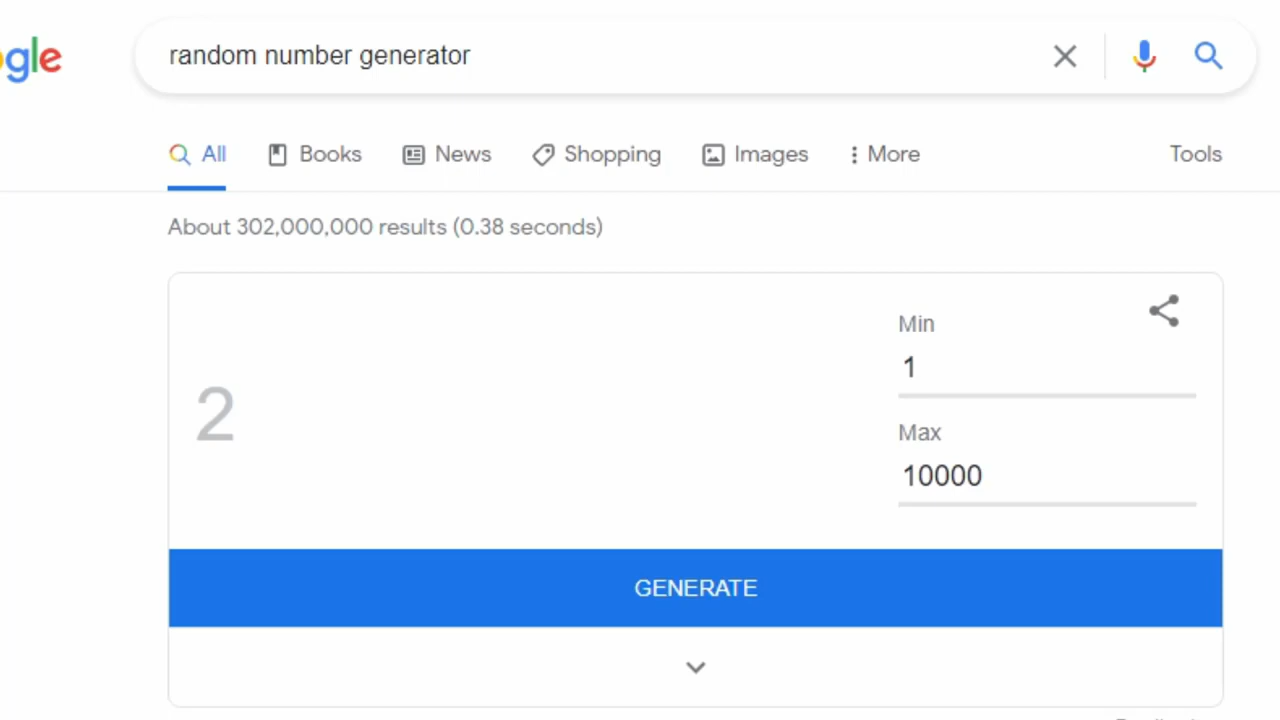 ogle
random number generator
All Books News Shopping Images More Tools
About 302,000,000 results (0.38 seconds)
Min
1
2
Max
10000
GENERATE